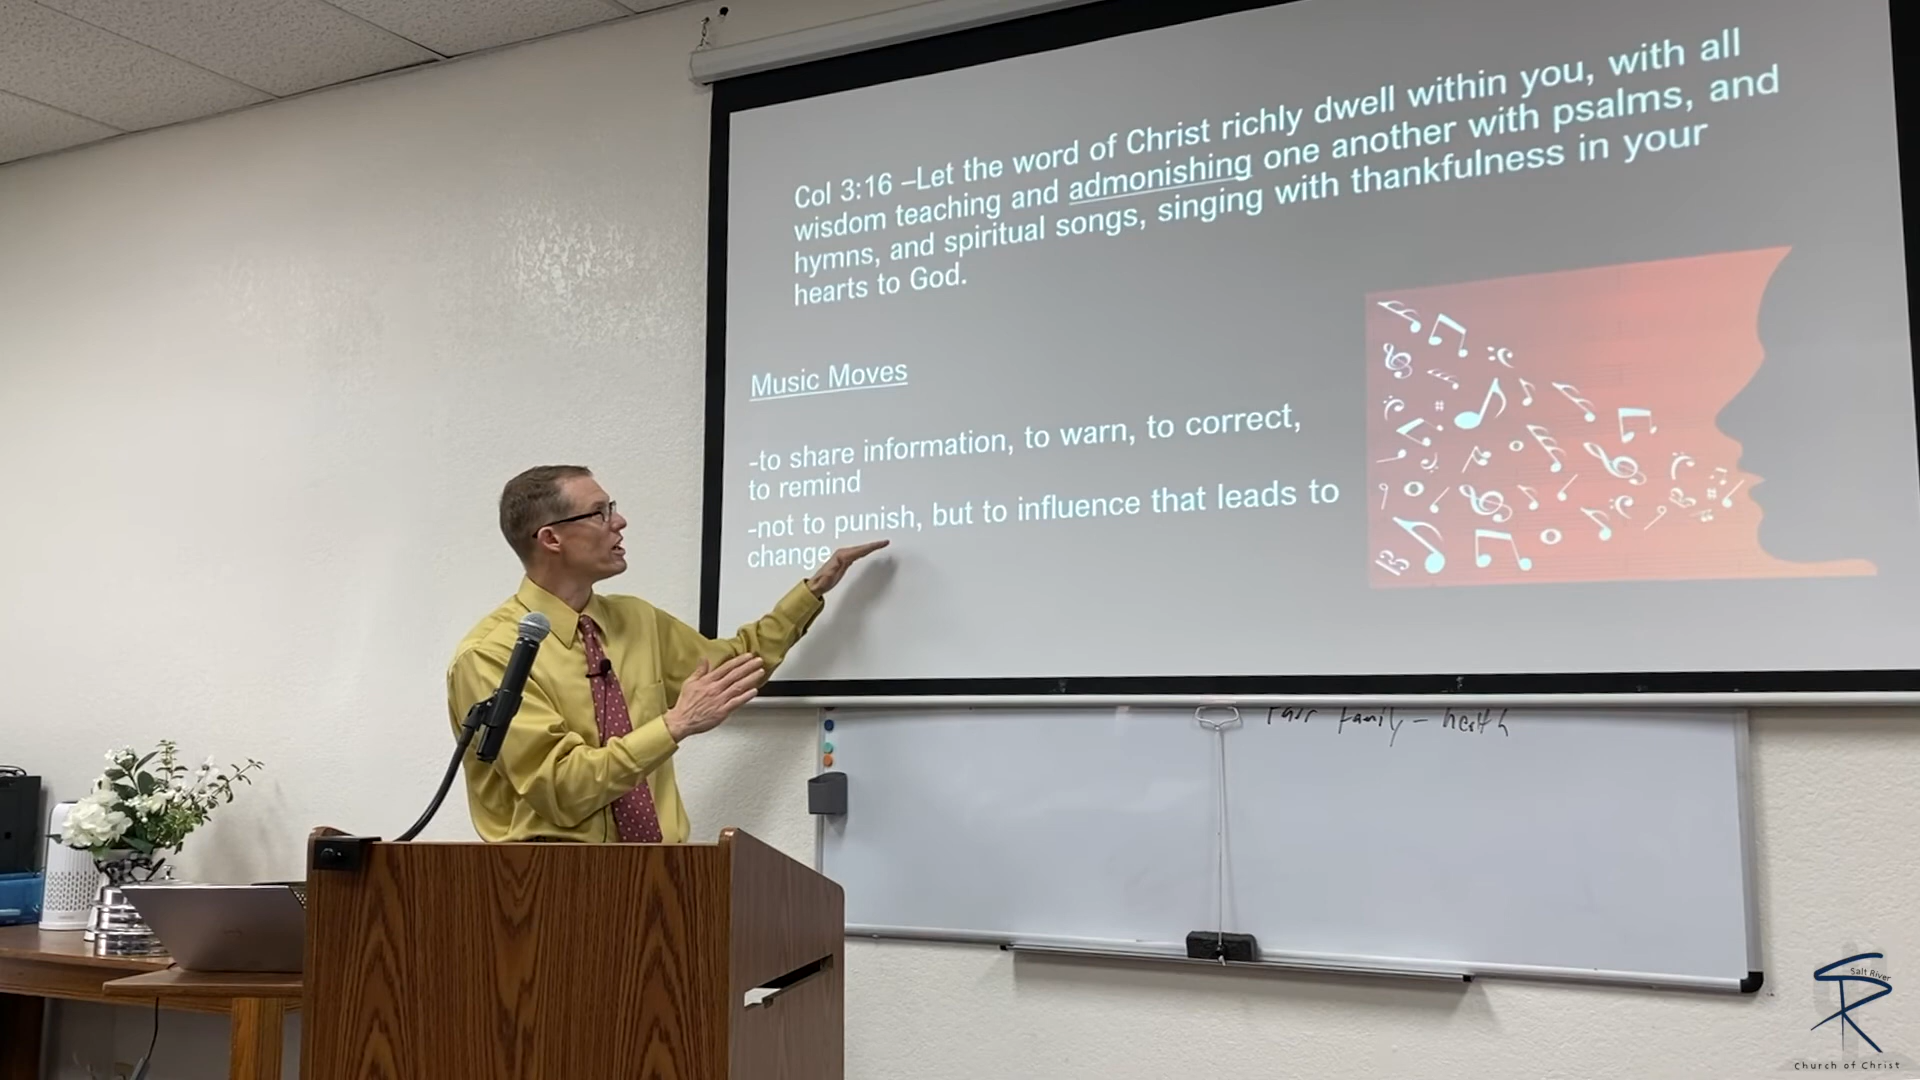 Col 3:16 –Let the word of Christ richly dwell within you, with all
wisdom teaching and admonishing one another with psalms, and
hymns, and spiritual songs, singing with thankfulness in your
hearts to God.
Music Moves
-to share information, to warn, to correct,
to remind
-not to punish, but to influence that leads to
change
family - health
Salt River
Church of Christ